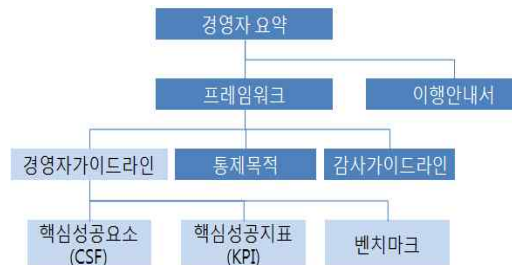 경영자 요약
프레임워크
이행안내서
경영자가이드라인
통제목적
감사가이드라인
핵심성공요소
(CSF)
핵심성공지표
(KPI)
벤치마크